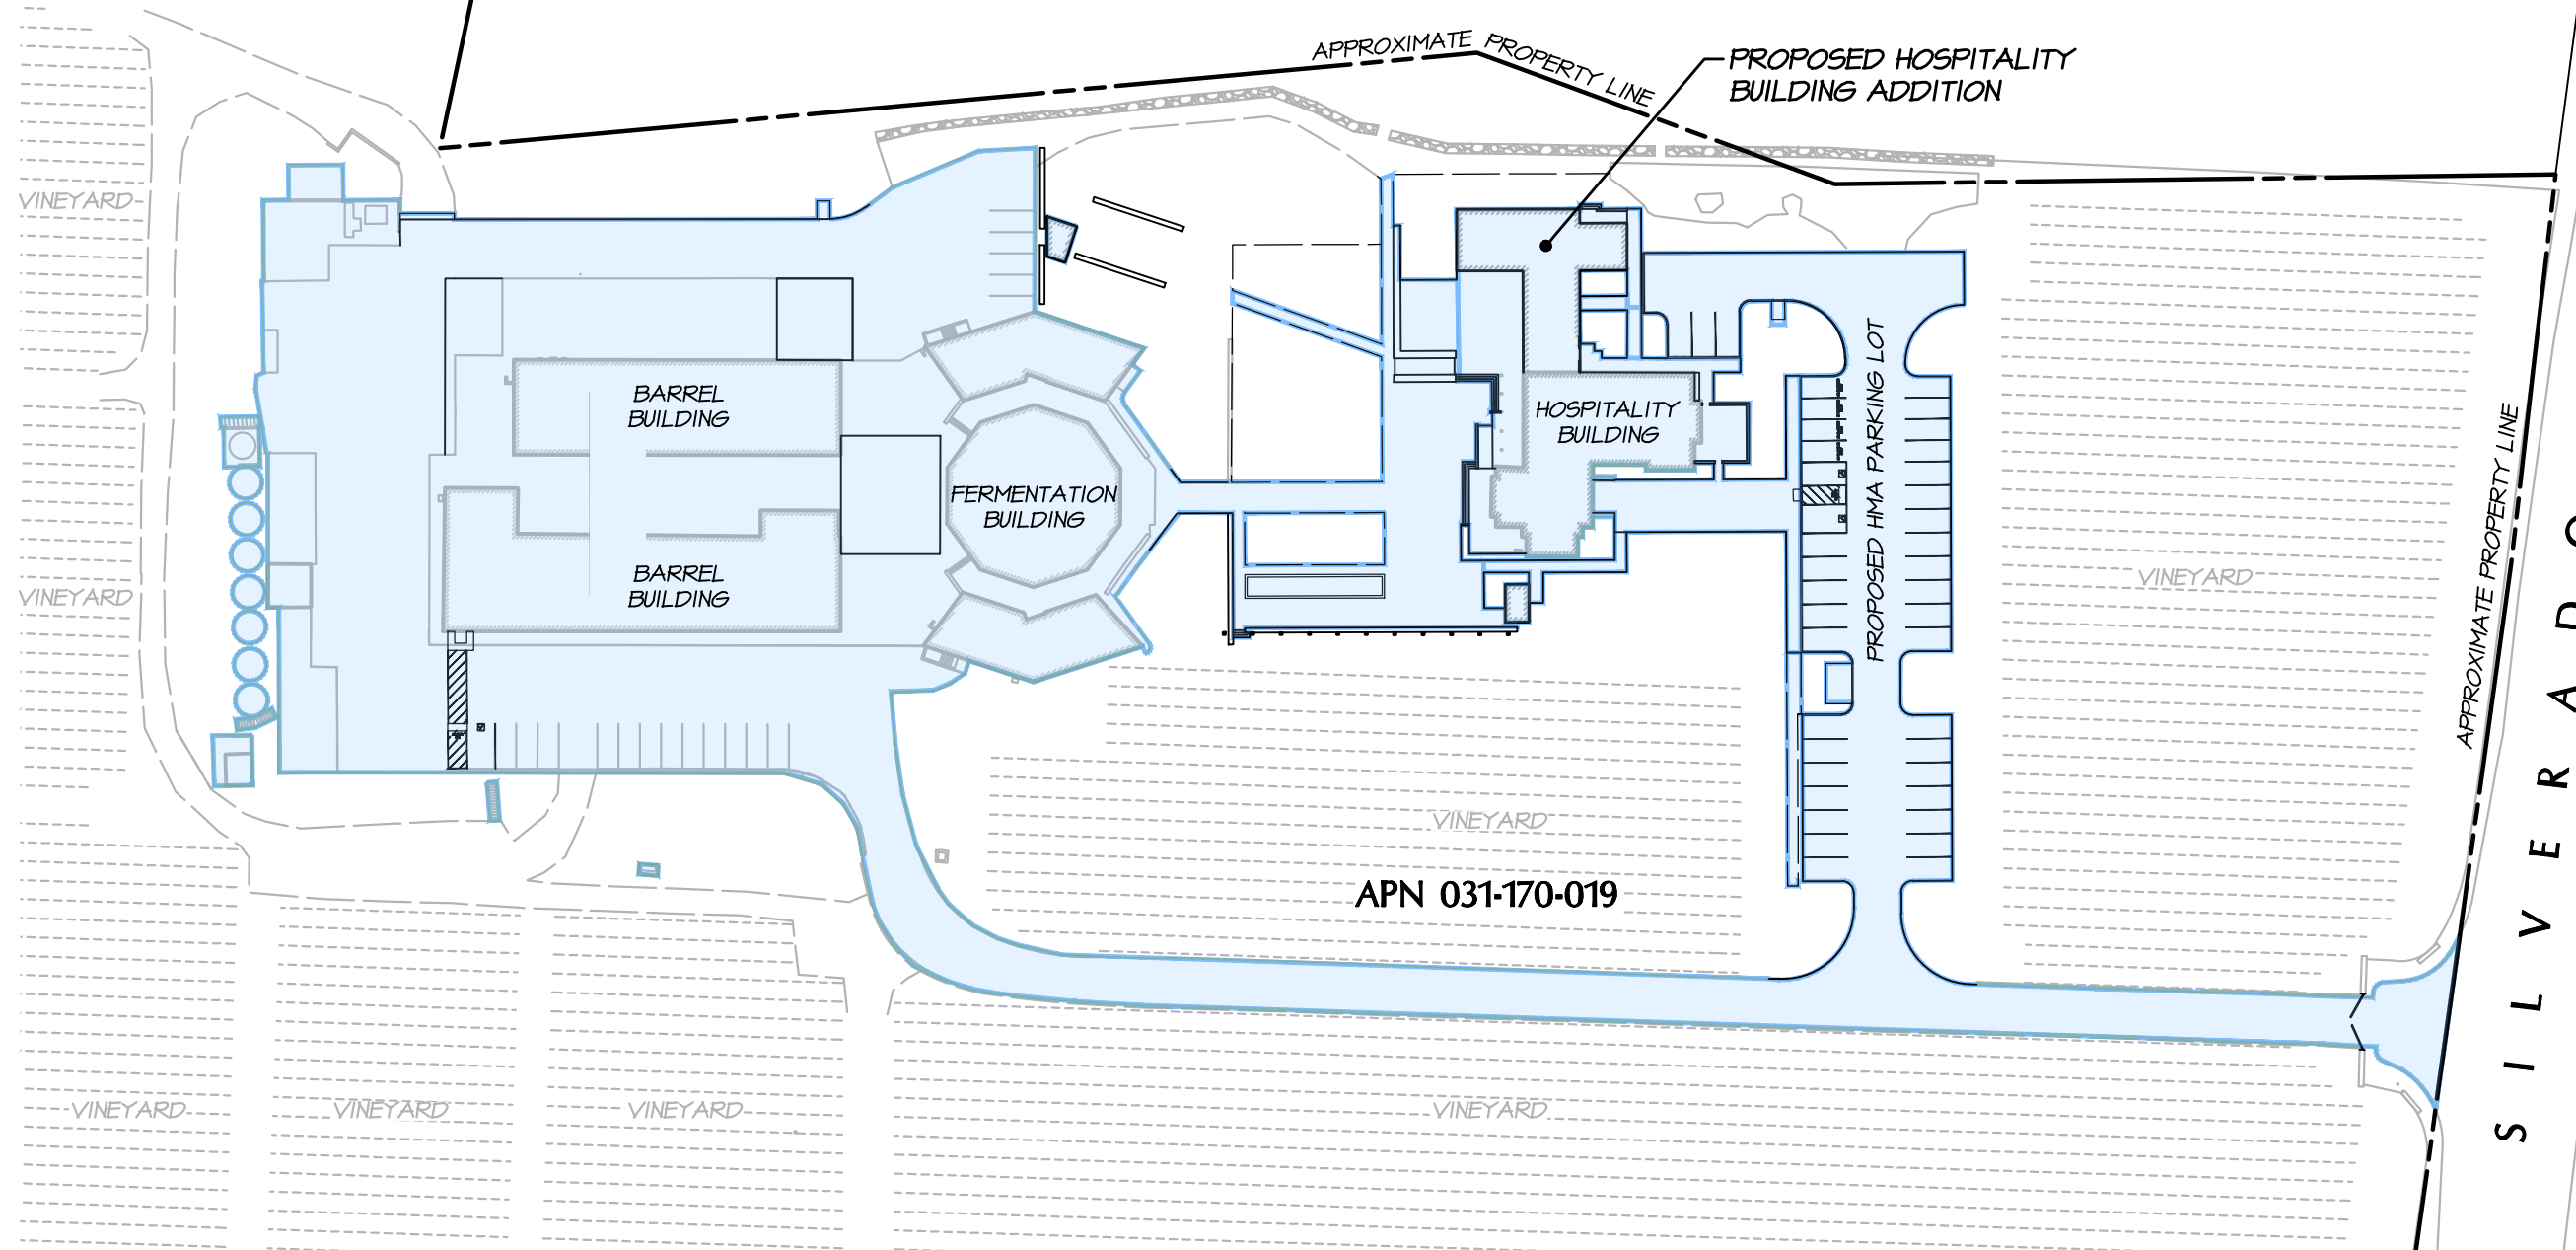 APPROXIMATE PROPERTY LINE
PROPOSED HOSPITALITY
BUILDING ADDITION
VINEYARD
BARREL
BUILDING
HOSPITALITY
BUILDING
PROPOSED HMA PARKING LOT
APPROXIMATE PROPERTY LINE
FERMENTATION
BUILDING
VINEYARD
BARREL
BUILDING
VINEYARD
SILVERADO
VINEYARD
APN 031-170-019
VINEYARD
VINEYARD
VINEYARD
VINEYARD